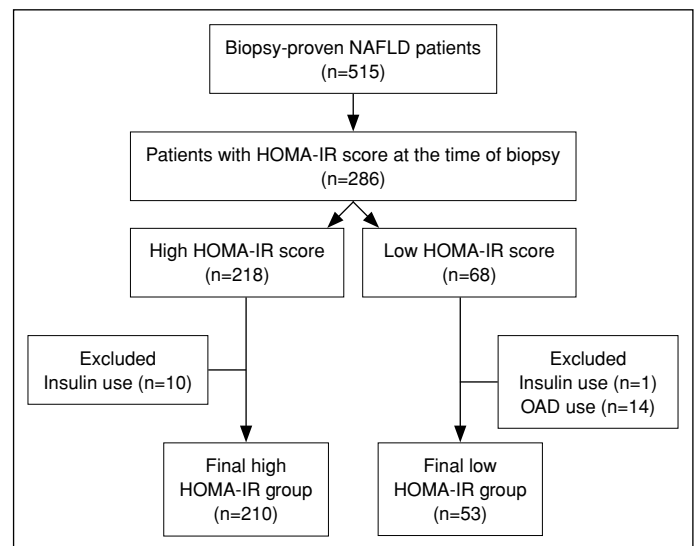 Biopsy-proven NAFLD patients
(n=515)
Patients with HOMA-IR score at the time of biopsy
(n=286)
High HOMA-IR score
(n=218)
Low HOMA-IR score
(n=68)
Excluded
Insulin use (n=10)
Excluded
Insulin use (n=1)
OAD use (n=14)
Final high
HOMA-IR group
(n=210)
Final low
HOMA-IR group
(n=53)